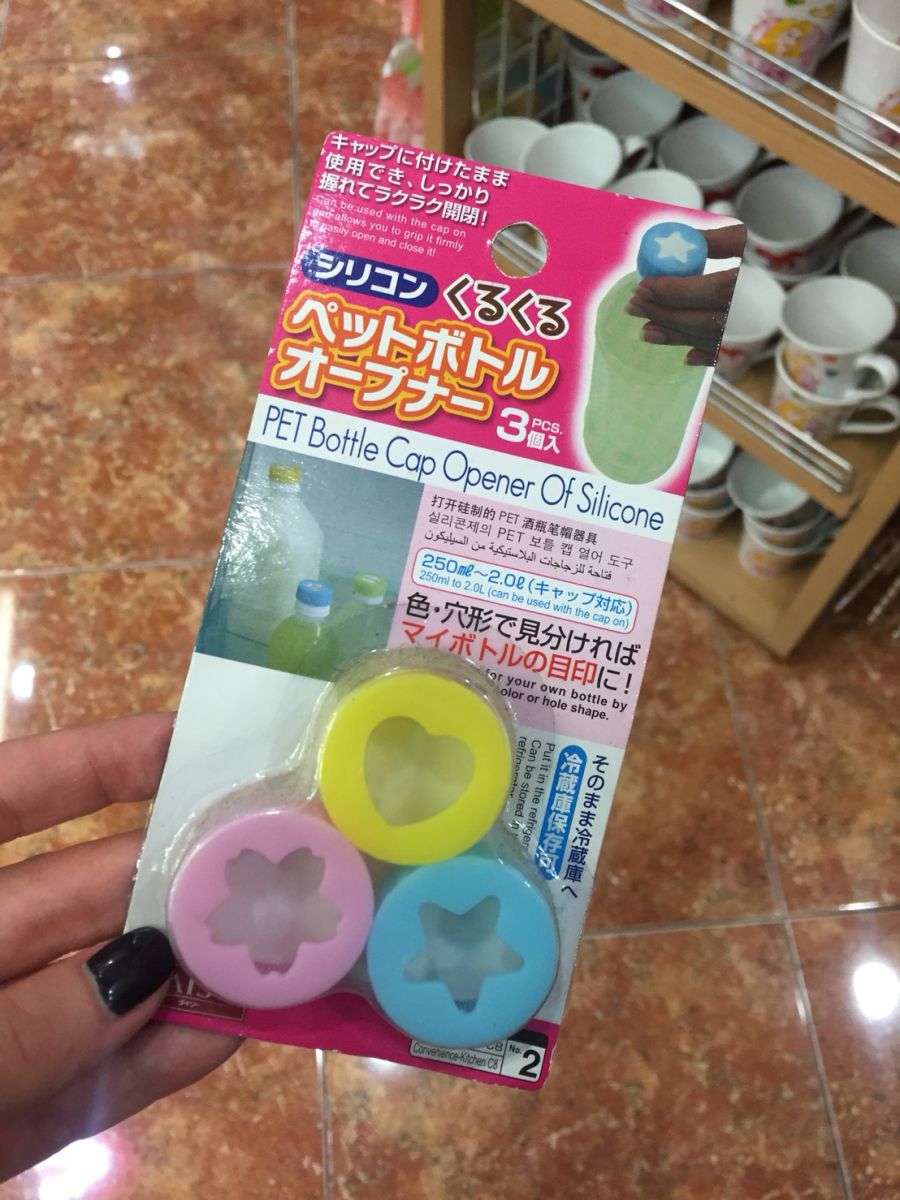 キャップに付けたまま
使用でき、しっかり
握れてラクラク開閉!
Can be used with the cap on
and allows you to grip it firmly
to easily open and close it!
シリコン くるくる
ペットボトル
オープナー
3 PCS.
個入
PET Bottle Cap Opener Of Silicone
打开硅制的 PET 酒瓶笔帽器具
실리콘제의 PET 보틀 캡 열어 도구
فتاحة للزجاجات البلاستيكية من السيليكون
250ml~2.0ℓ(キャップ対応)
250ml to 2.0L (can be used with the cap on)
色・穴形で見分ければ
マイボトルの目印に!
for your own bottle by
color or hole shape.
そのまま冷蔵庫へ
冷蔵庫保存可
Put it in the refriger
Can be stored in
refrigerator
ダイソー
C8
Convenience-Kitchen C8
No. 2